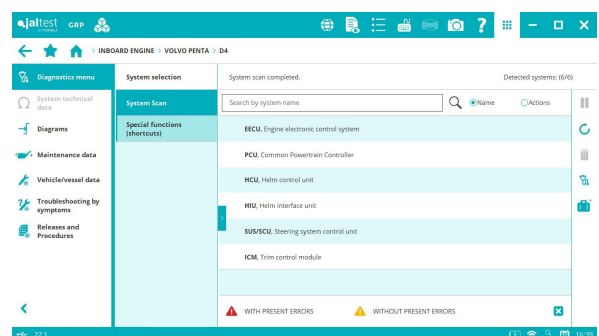 jaltest GRP
INBOARD ENGINE > VOLVO PENTA > D4
Diagnostics menu
System technical
data
Diagrams
Maintenance data
Vehicle/vessel data
Troubleshooting by
symptoms
Releases and
Procedures
System selection
System Scan
Special functions
(shortcuts)
System scan completed.
Detected systems: (6/6)
Search by system name
Name
Actions
EECU, Engine electronic control system
PCU, Common Powertrain Controller
HCU, Helm control unit
HIU, Helm interface unit
SUS/SCU, Steering system control unit
ICM, Trim control module
WITH PRESENT ERRORS
WITHOUT PRESENT ERRORS
22.1
16:39